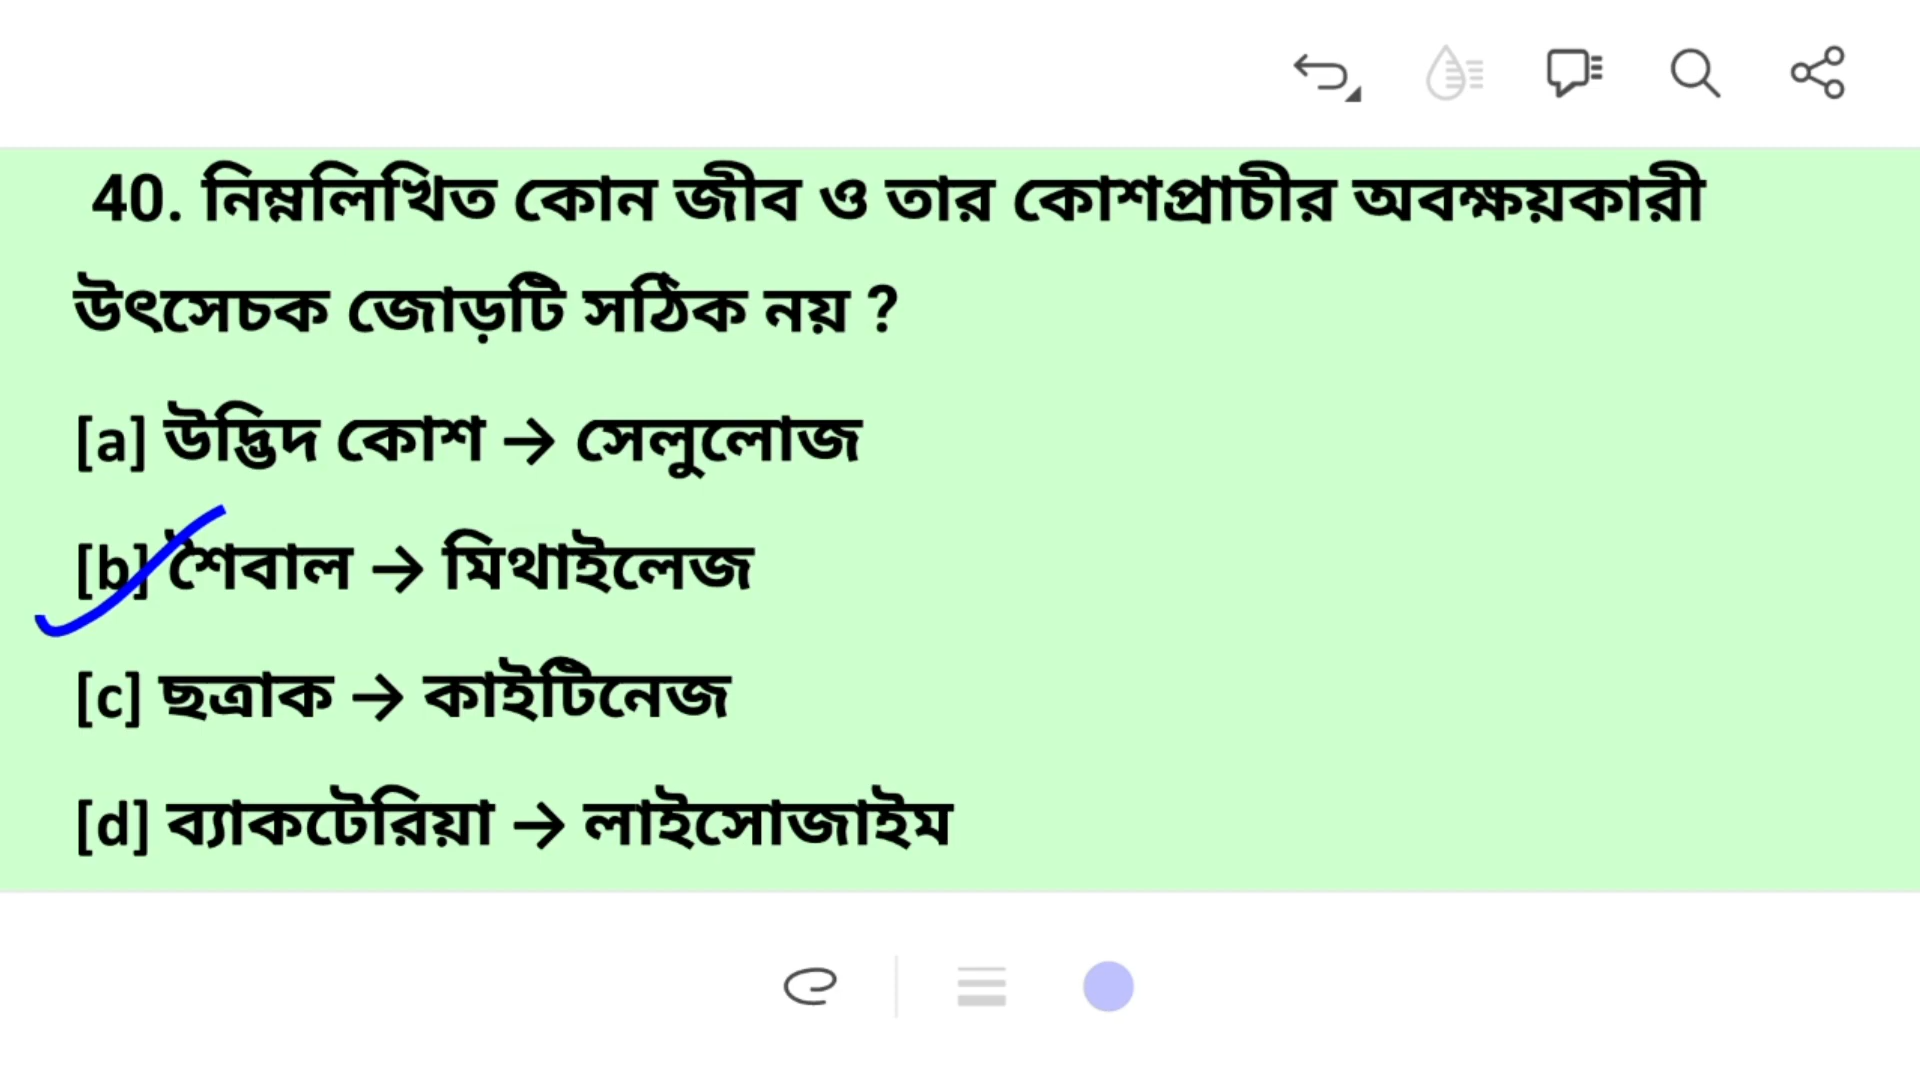 40. নিম্নলিখিত কোন জীব ও তার কোশপ্রাচীর অবক্ষয়কারী
উৎসেচক জোড়টি সঠিক নয় ?
[a] উদ্ভিদ কোশ → সেলুলোজ
[b] শৈবাল → মিথাইলেজ
[c] ছত্রাক → কাইটিনেজ
[d] ব্যাকটেরিয়া → লাইসোজাইম